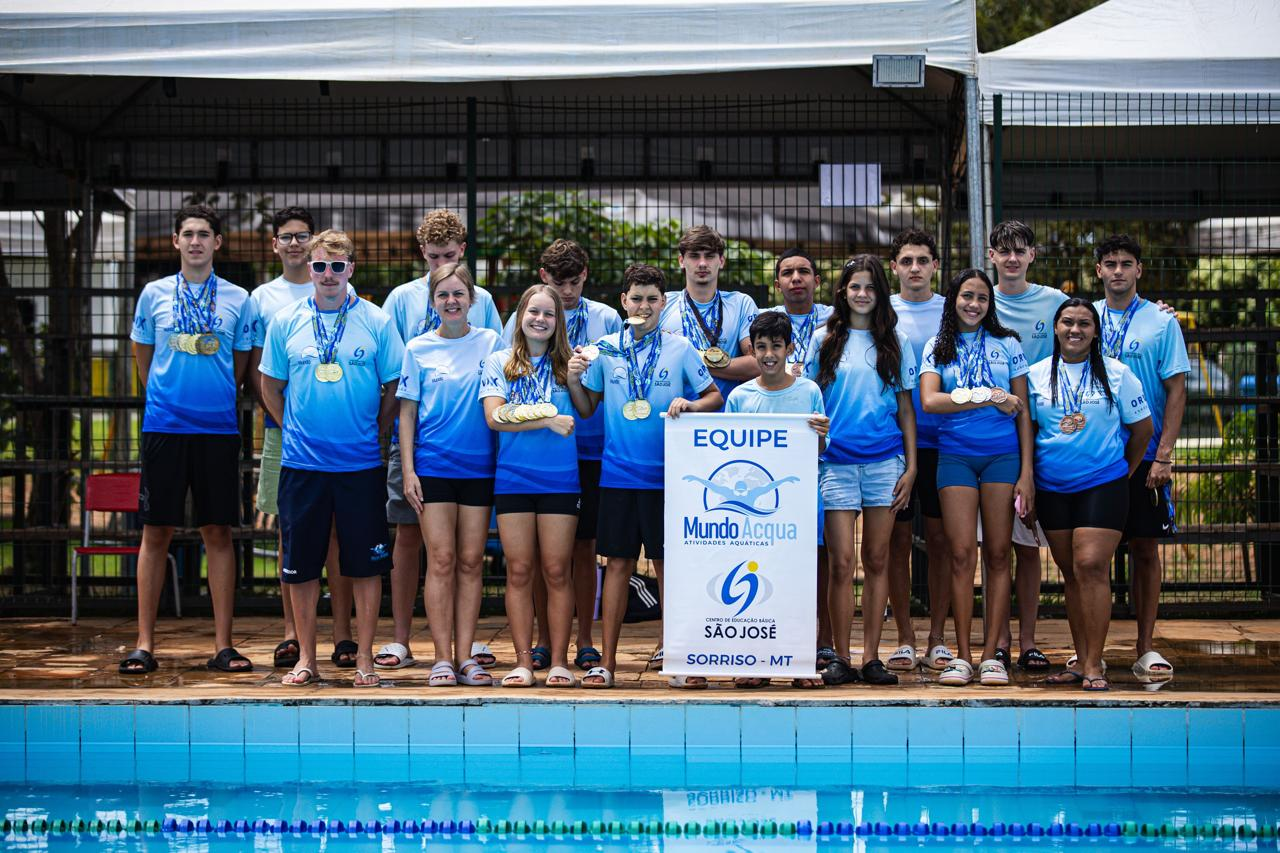 EQUIPE
Mundo Acqua
ATIVIDADES AQUÁTICAS
CENTRO DE EDUCAÇÃO BÁSICA
SÃO JOSÉ
SORRISO - MT